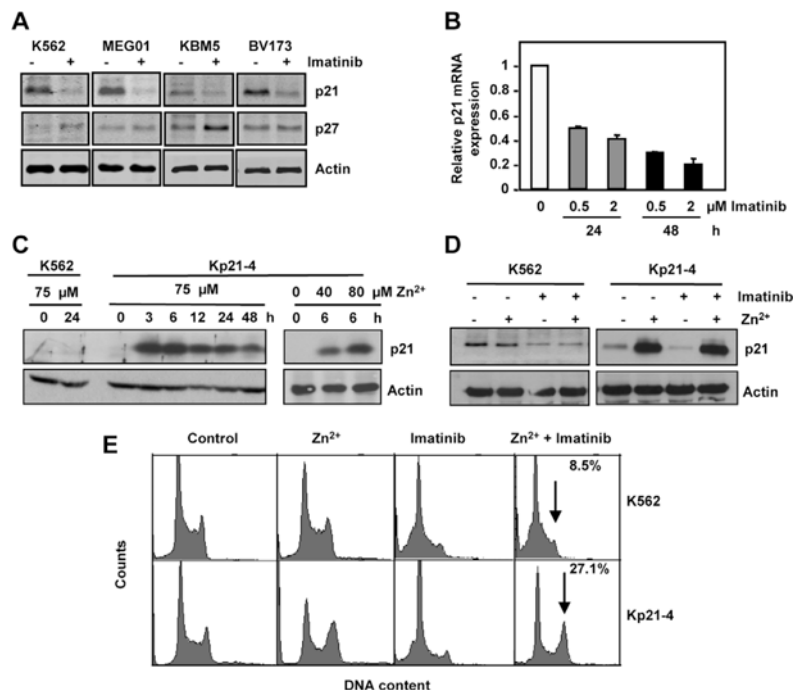 A
K562 MEG01 KBM5 BV173
- + - + - + - + Imatinib
p21
p27
Actin
B
Relative p21 mRNA expression
1
0.8
0.6
0.4
0.2
0
0 0.5 2 0.5 2 µM Imatinib
24 48 h
C
K562 Kp21-4
75 µM 75 µM 0 40 80 µM Zn2+
0 24 0 3 6 12 24 48 h 0 6 6 h
p21
Actin
D
K562 Kp21-4
- - + + - - + + Imatinib
- + - + - + - + Zn2+
p21
Actin
E
Control Zn2+ Imatinib Zn2+ + Imatinib
8.5%
K562
27.1%
Kp21-4
Counts
DNA content